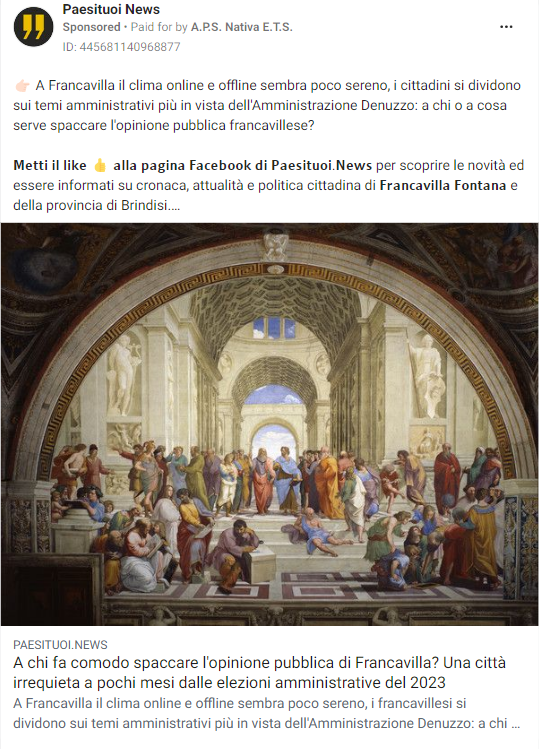 Paesituoi News
Sponsored • Paid for by A.P.S. Nativa E.T.S.
ID: 445681140968877
👉🏻 A Francavilla il clima online e offline sembra poco sereno, i cittadini si dividono
sui temi amministrativi più in vista dell'Amministrazione Denuzzo: a chi o a cosa
serve spaccare l'opinione pubblica francavillese?
Metti il like 👍 alla pagina Facebook di Paesituoi.News per scoprire le novità ed
essere informati su cronaca, attualità e politica cittadina di Francavilla Fontana e
della provincia di Brindisi....
PAESITUOI.NEWS
A chi fa comodo spaccare l'opinione pubblica di Francavilla? Una città
irrequieta a pochi mesi dalle elezioni amministrative del 2023
A Francavilla il clima online e offline sembra poco sereno, i francavillesi si
dividono sui temi amministrativi più in vista dell'Amministrazione Denuzzo: a chi ...